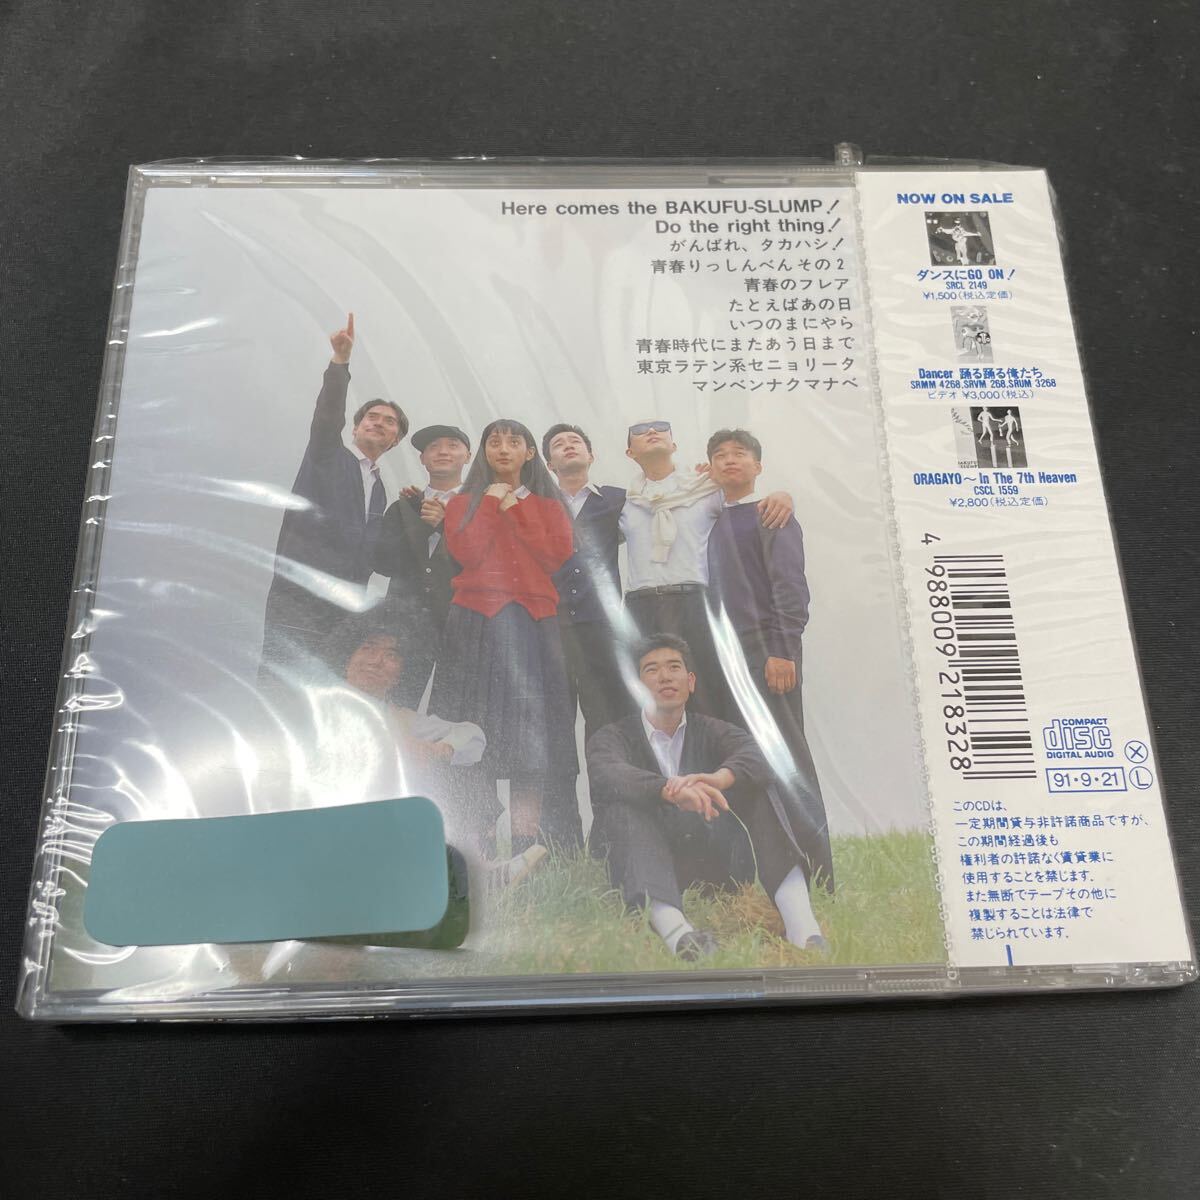 Here comes the BAKUFU-SLUMP!
Do the right thing!
がんばれ、タカハシ!
青春りっしんべんその2
青春のフレア
たとえばあの日
いつのまにやら
青春時代にまたあう日まで
東京ラテン系セニョリータ
マンベンナクマナベ
NOW ON SALE
ダンスにGO ON!
SRCL 2149
¥1,500(税込定価)
Dancer 踊る踊る俺たち
SRMM 4268,SRVM 268,SRUM 3268
ビデオ ¥3,000(税込)
BAKUFU-
SLUMP
ORAGAYO～In The 7th Heaven
CSCL 1559
¥2,800(税込定価)
4 988009 218328
COMPACT
disc
DIGITAL AUDIO
X
91・9・21
L
このCDは、
一定期間貸与非許諾商品ですが、
この期間経過後も
権利者の許諾なく賃貸業に
使用することを禁じます。
また無断でテープその他に
複製することは法律で
禁じられています。